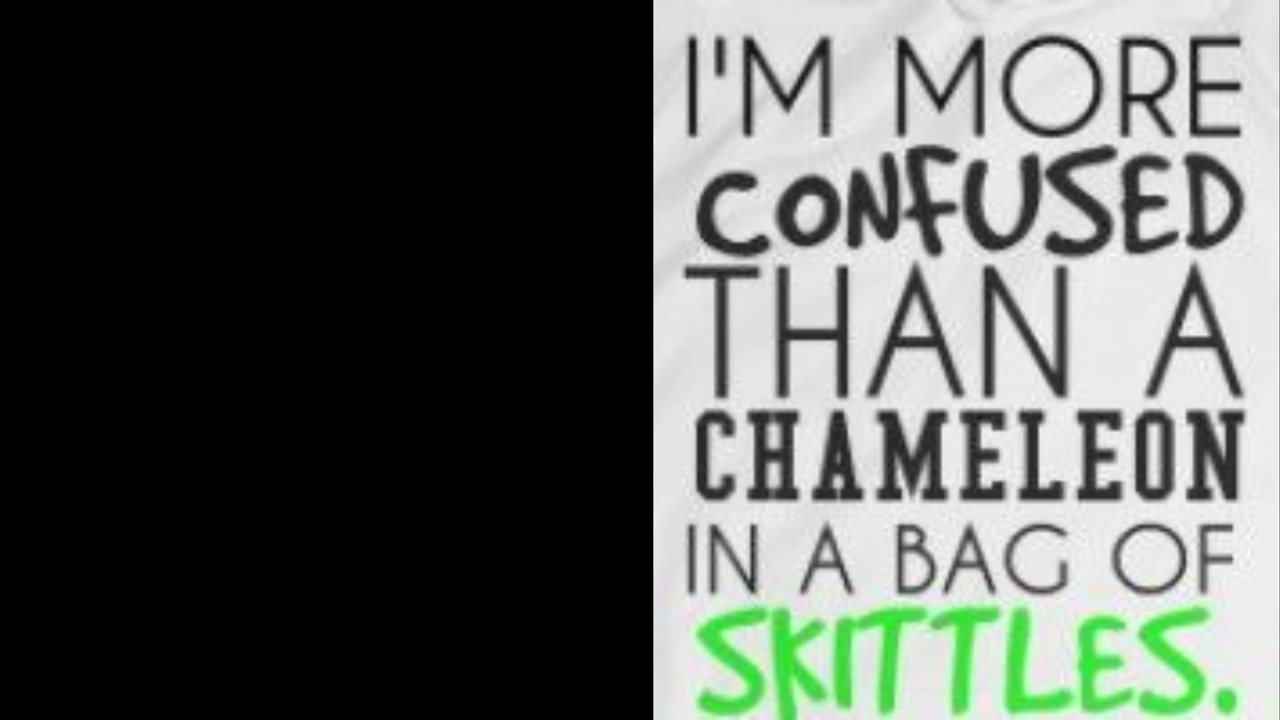 I'M MORE
CONFUSED
THAN A
CHAMELEON
IN A BAG OF
SKITTLES.